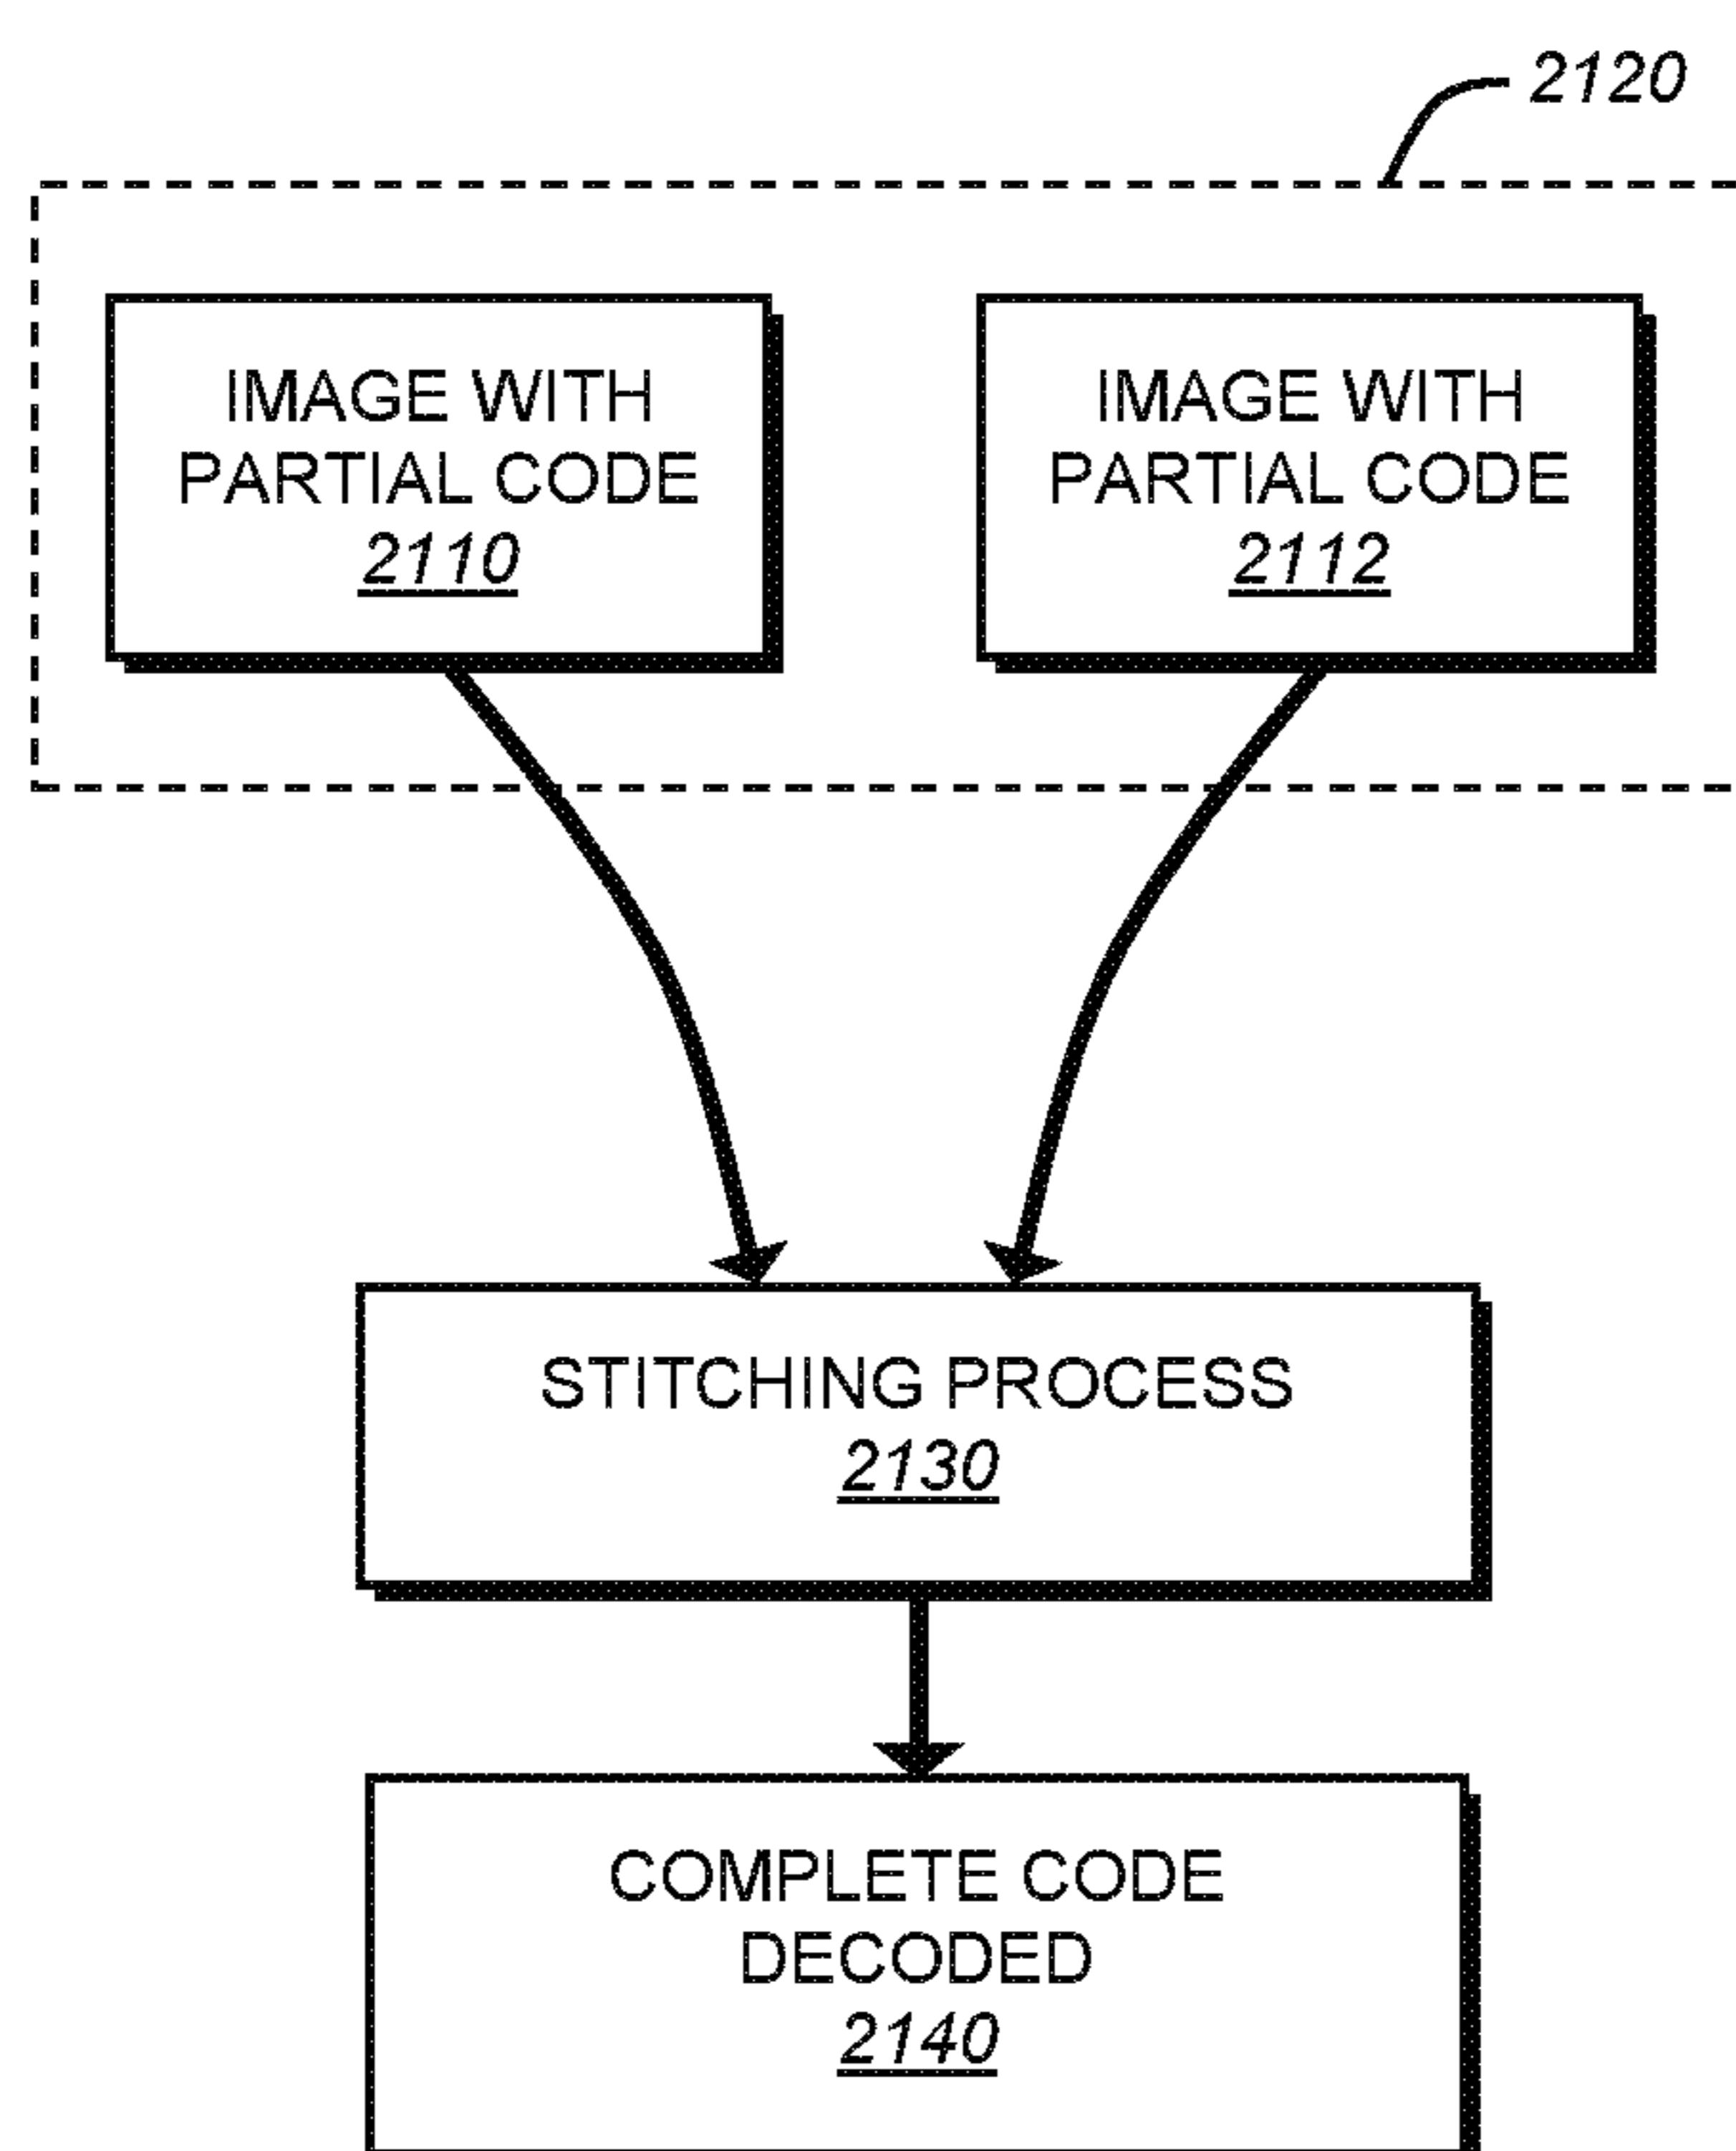 2120
IMAGE WITH
PARTIAL CODE
2110
IMAGE WITH
PARTIAL CODE
2112
STITCHING PROCESS
2130
COMPLETE CODE
DECODED
2140